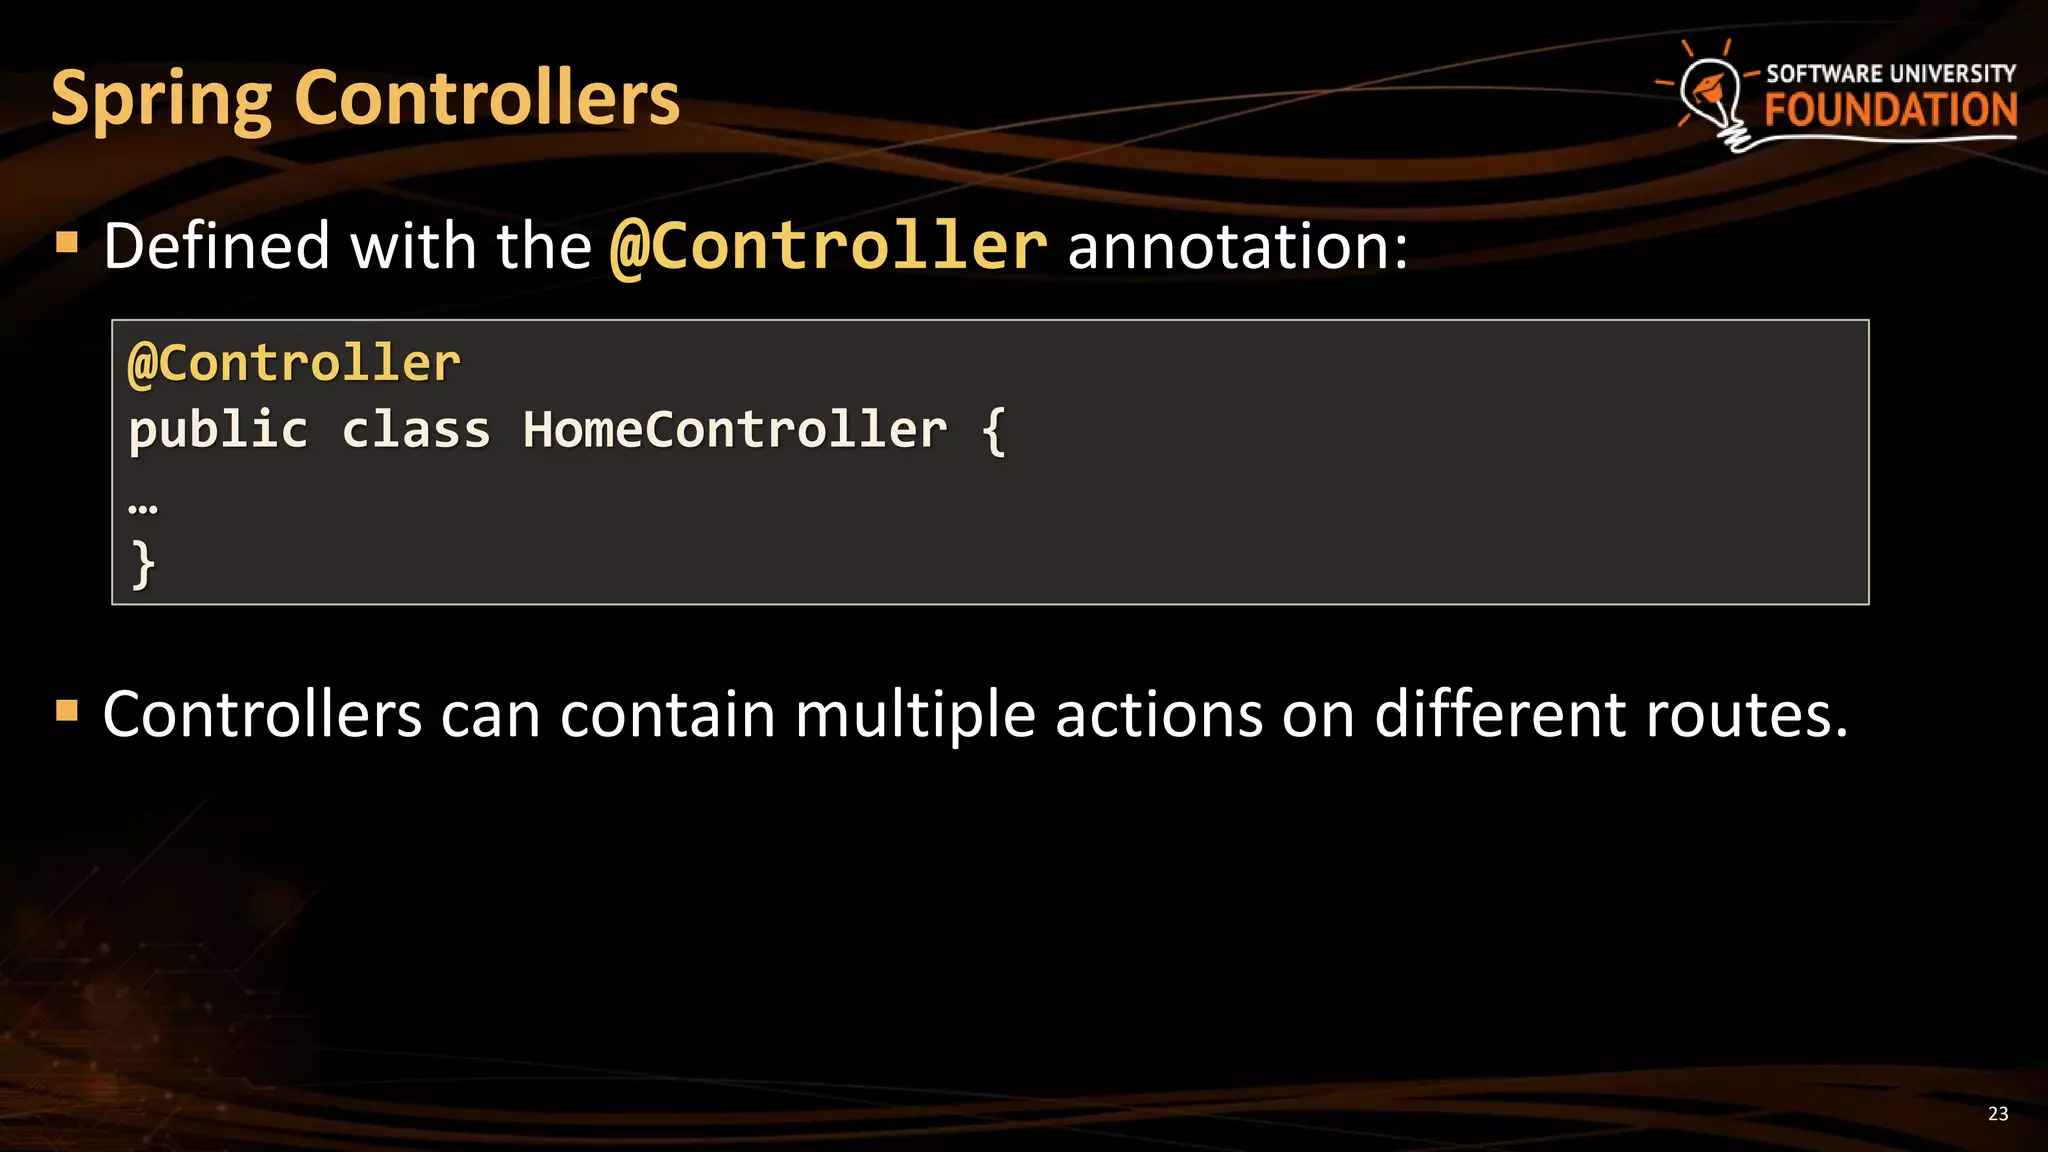 Spring Controllers
SOFTWARE UNIVERSITY
FOUNDATION
▪ Defined with the @Controller annotation:
@Controller
public class HomeController {
…
}
▪ Controllers can contain multiple actions on different routes.
23